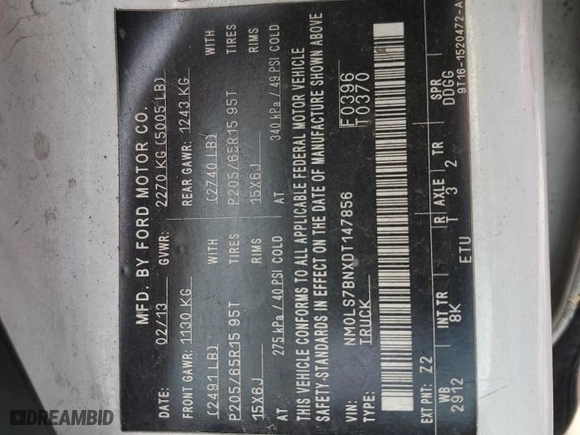 MFD. BY FORD MOTOR CO.
DATE: 02/13 GVWR: 2270 KG (5005 LB)
FRONT GAWR: 1130 KG REAR GAWR: 1243 KG
(2491 LB) WITH (2740 LB) WITH
P205/65R15 95T TIRES P205/65R15 95T TIRES
15X6J RIMS 15X6J RIMS
AT 275 kPa / 40 PSI COLD AT 340 kPa / 49 PSI COLD
THIS VEHICLE CONFORMS TO ALL APPLICABLE FEDERAL MOTOR VEHICLE
SAFETY STANDARDS IN EFFECT ON THE DATE OF MANUFACTURE SHOWN ABOVE
VIN: NM0LS7BNXDT147856 F0396
TYPE: TRUCK T0370
EXT PNT: Z2
WB INT TR R AXLE TR SPR
2912 8K T 3 2 DDGG
ETU 9T16-1520472-A
DREAMBID